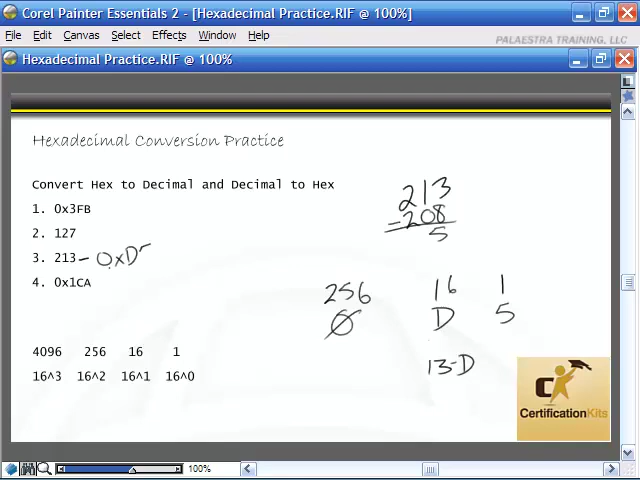 Corel Painter Essentials 2 - [Hexadecimal Practice.RIF @ 100%]
File Edit Canvas Select Effects Window Help
PALAESTRA TRAINING, LLC
Hexadecimal Practice.RIF @ 100%
Hexadecimal Conversion Practice
Convert Hex to Decimal and Decimal to Hex
1. 0x3FB
2. 127
3. 213 - 0xD
4. 0x1CA
213
- 208
5
256 16 1
0 D 5
13-D
4096 256 16 1
16^3 16^2 16^1 16^0
CK
CertificationKits
100%